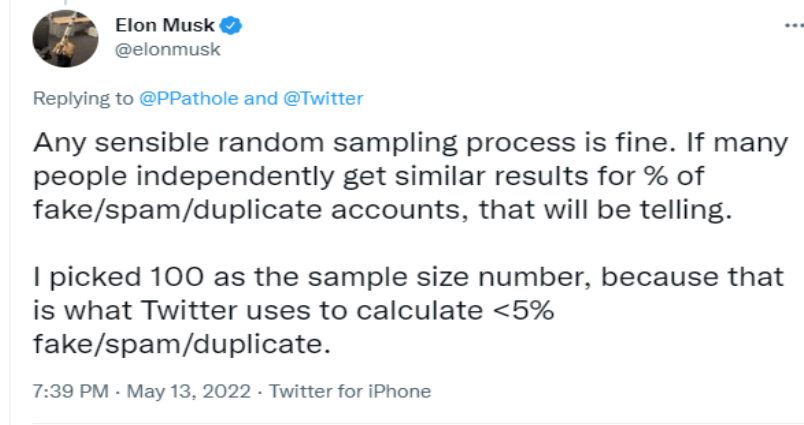 Elon Musk
@elonmusk
Replying to @PPathole and @Twitter
Any sensible random sampling process is fine. If many
people independently get similar results for % of
fake/spam/duplicate accounts, that will be telling.
I picked 100 as the sample size number, because that
is what Twitter uses to calculate <5%
fake/spam/duplicate.
7:39 PM · May 13, 2022 · Twitter for iPhone